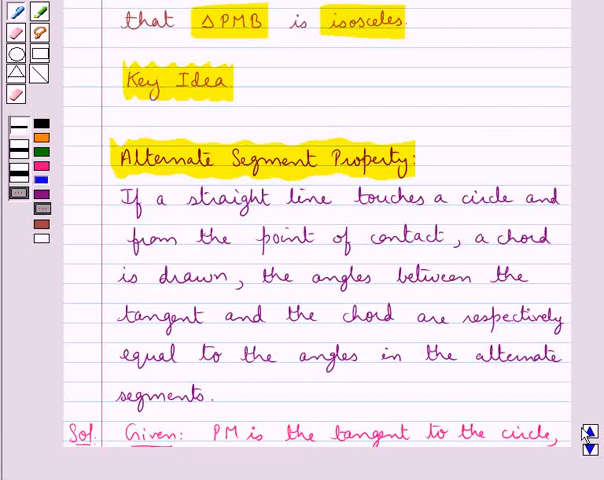 that △PMB is isosceles.
Key Idea
Alternate Segment Property:
If a straight line touches a circle and
from the point of contact, a chord
is drawn, the angles between the
tangent and the chord are respectively
equal to the angles in the alternate
segments.
Sol. Given: PM is the tangent to the circle,